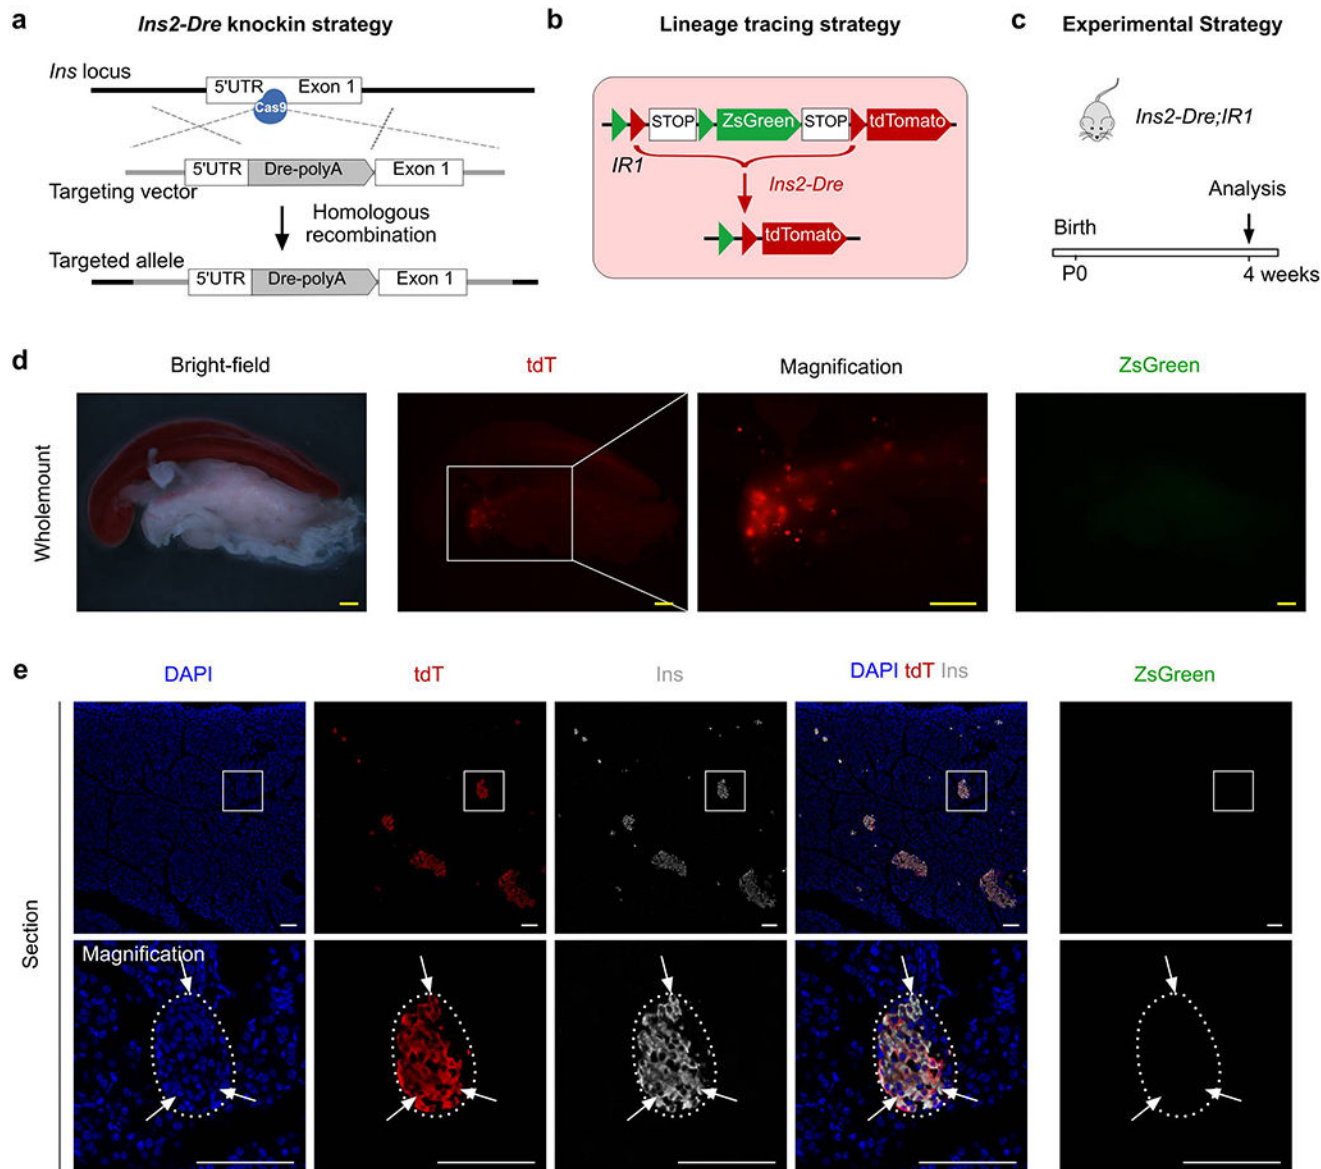 a
Ins2-Dre knockin strategy
Ins locus
5'UTR
Exon 1
Cas9
5'UTR
Dre-polyA
Exon 1
Targeting vector
Homologous
recombination
Targeted allele
5'UTR
Dre-polyA
Exon 1
b
Lineage tracing strategy
STOP
ZsGreen
STOP
tdTomato
IR1
Ins2-Dre
tdTomato
c
Experimental Strategy
Ins2-Dre;IR1
Analysis
Birth
P0
4 weeks
d
Bright-field
tdT
Magnification
ZsGreen
Wholemount
e
DAPI
tdT
Ins
DAPI tdT Ins
ZsGreen
Section
Magnification